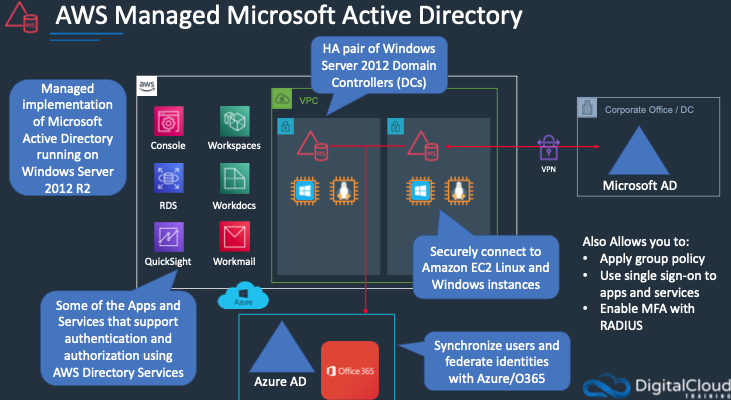 AWS Managed Microsoft Active Directory
MS
HA pair of Windows
Server 2012 Domain
Controllers (DCs)
Managed
implementation
of Microsoft
Active Directory
running on
Windows Server
2012 R2
aws
Console
Workspaces
RDS
Workdocs
QuickSight
Workmail
VPC
MS
MS
VPN
Corporate Office / DC
Microsoft AD
Securely connect to
Amazon EC2 Linux and
Windows instances
Also Allows you to:
• Apply group policy
• Use single sign-on to
apps and services
• Enable MFA with
RADIUS
Some of the Apps and
Services that support
authentication and
authorization using
AWS Directory Services
Azure
Azure AD
Office 365
Synchronize users and
federate identities
with Azure/O365
DigitalCloud
TRAINING